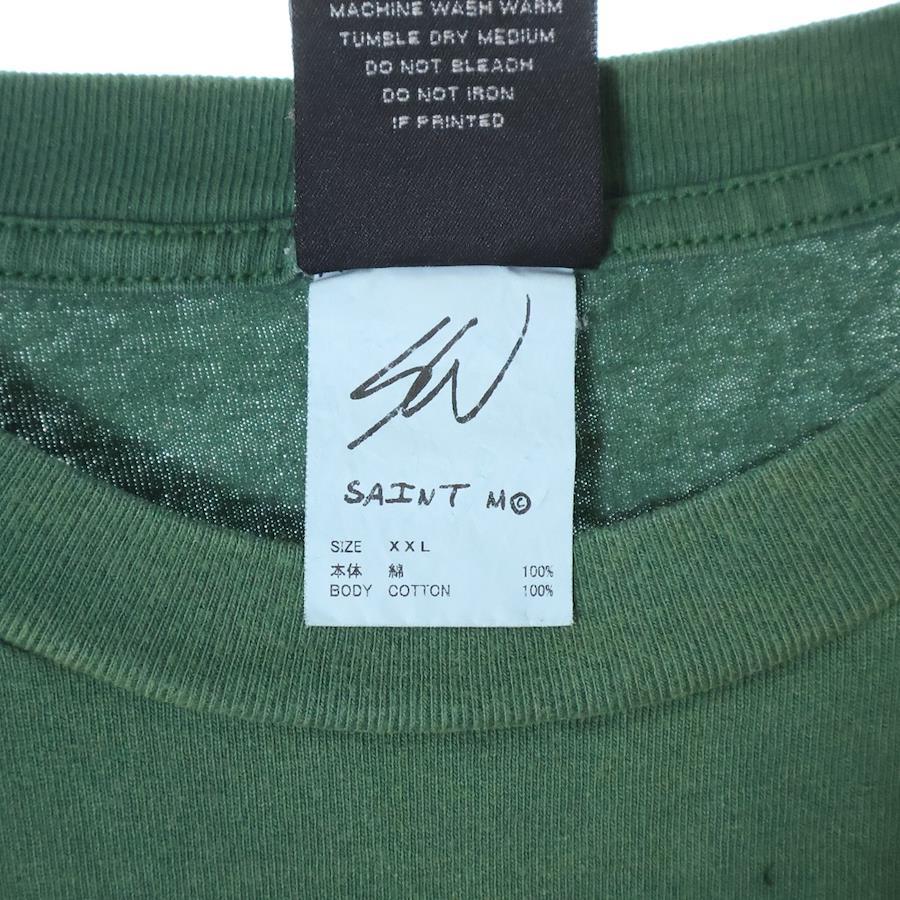 MACHINE WASH WARM
TUMBLE DRY MEDIUM
DO NOT BLEACH
DO NOT IRON
IF PRINTED
SAINT M©
SIZE XXL
本体 綿 100%
BODY COTTON 100%